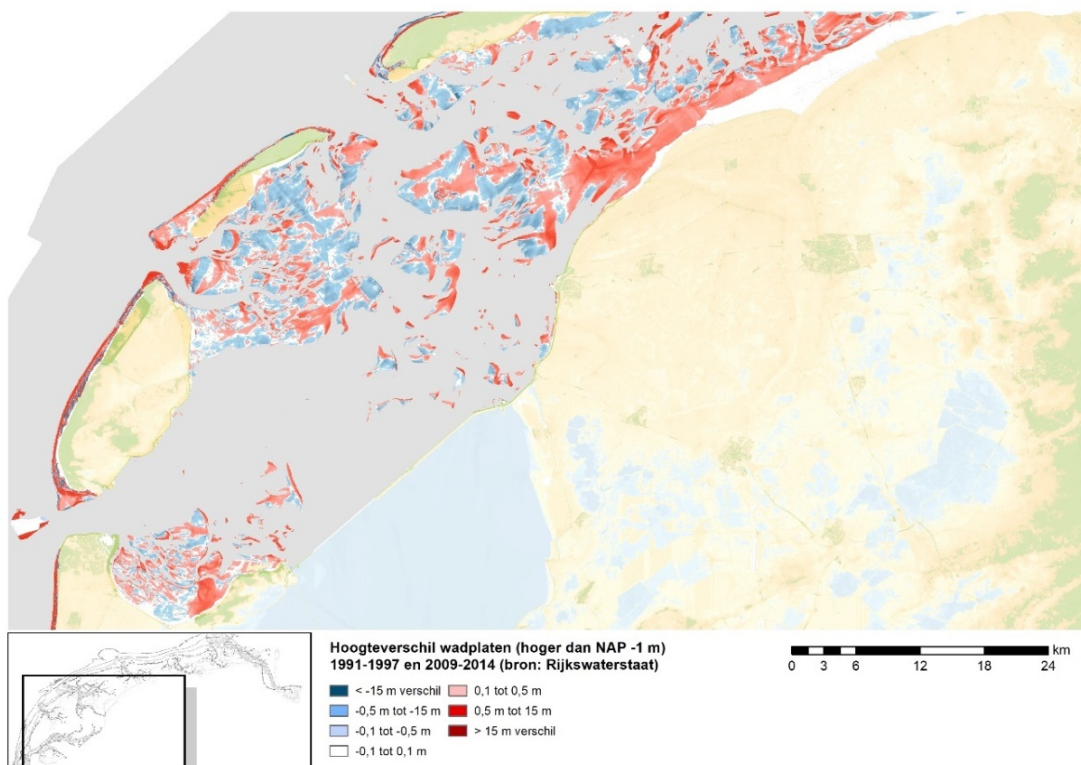 Hoogteverschil wadplaten (hoger dan NAP -1 m)
1991-1997 en 2009-2014 (bron: Rijkswaterstaat)
< -15 m verschil
-0,5 m tot -15 m
-0,1 tot -0,5 m
-0,1 tot 0,1 m
0,1 tot 0,5 m
0,5 m tot 15 m
> 15 m verschil
0 3 6 12 18 24
km